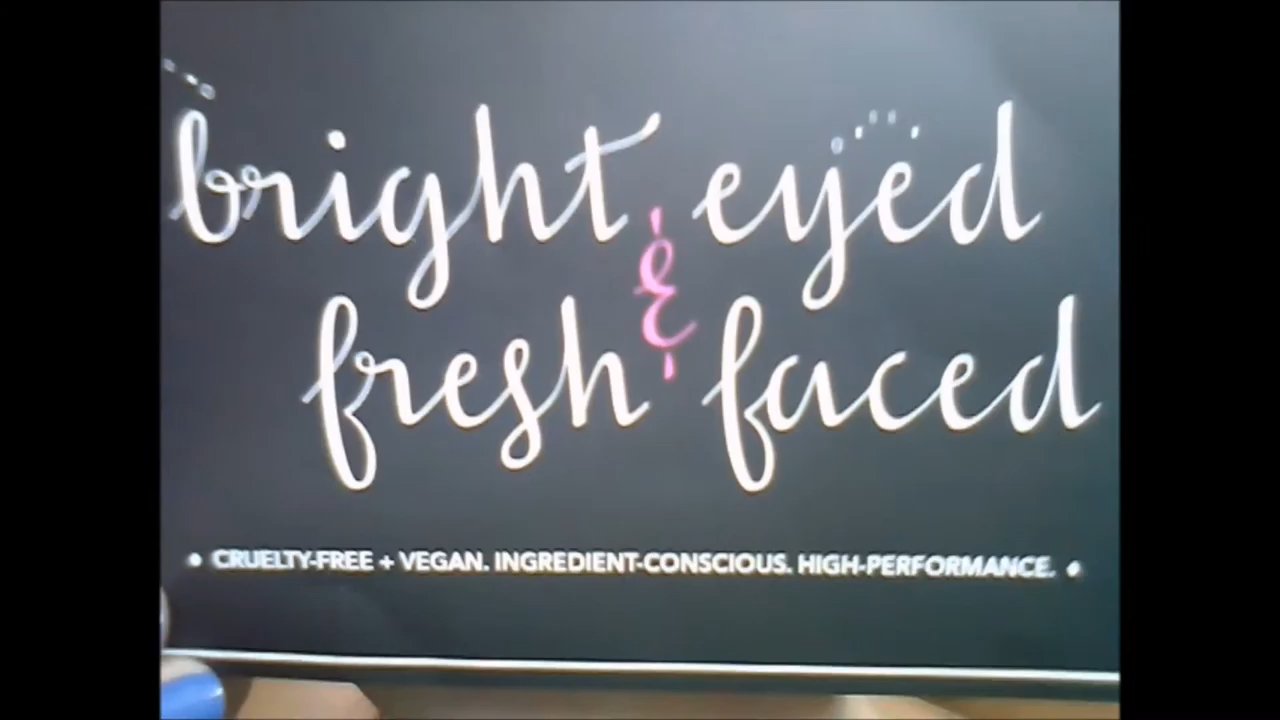 bright eyed
&
fresh faced
• CRUELTY-FREE + VEGAN. INGREDIENT-CONSCIOUS. HIGH-PERFORMANCE. •